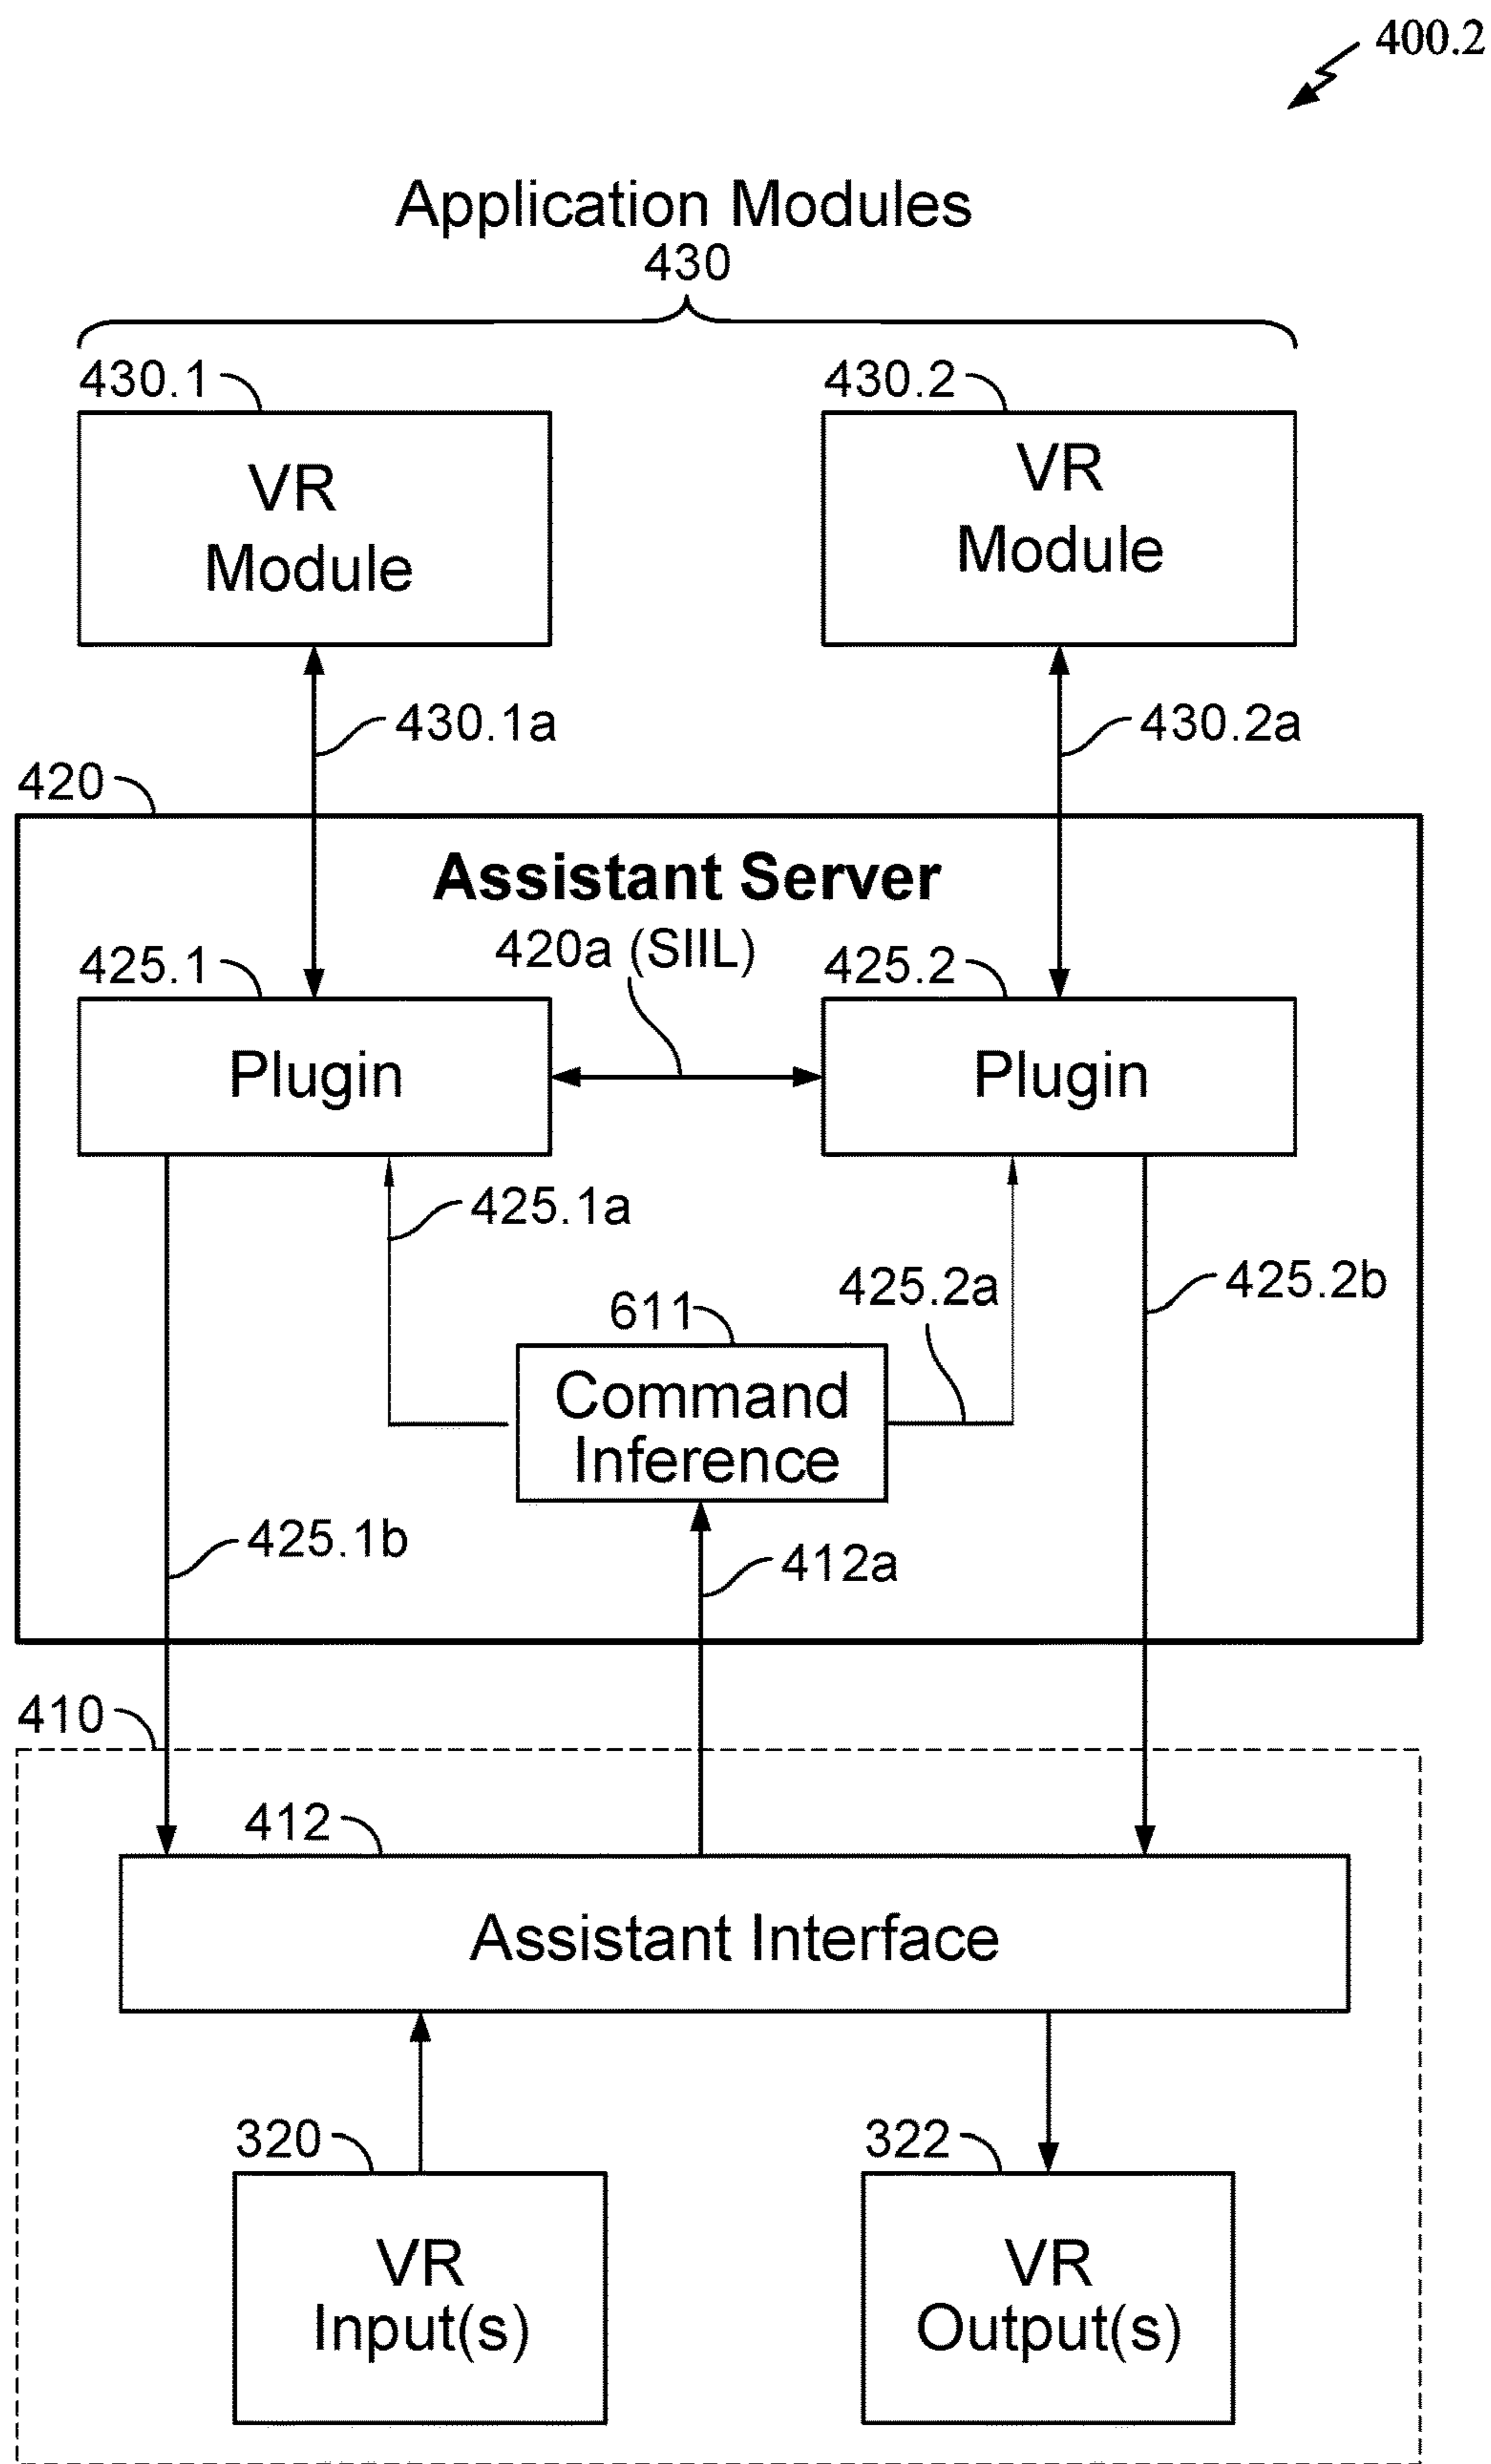 400.2
Application Modules
430
430.1
430.2
VR
Module
VR
Module
430.1a
430.2a
420
Assistant Server
420a (SIIL)
425.1
425.2
Plugin
Plugin
425.1a
425.2a
425.2b
611
Command
Inference
425.1b
412a
410
412
Assistant Interface
320
322
VR
Input(s)
VR
Output(s)